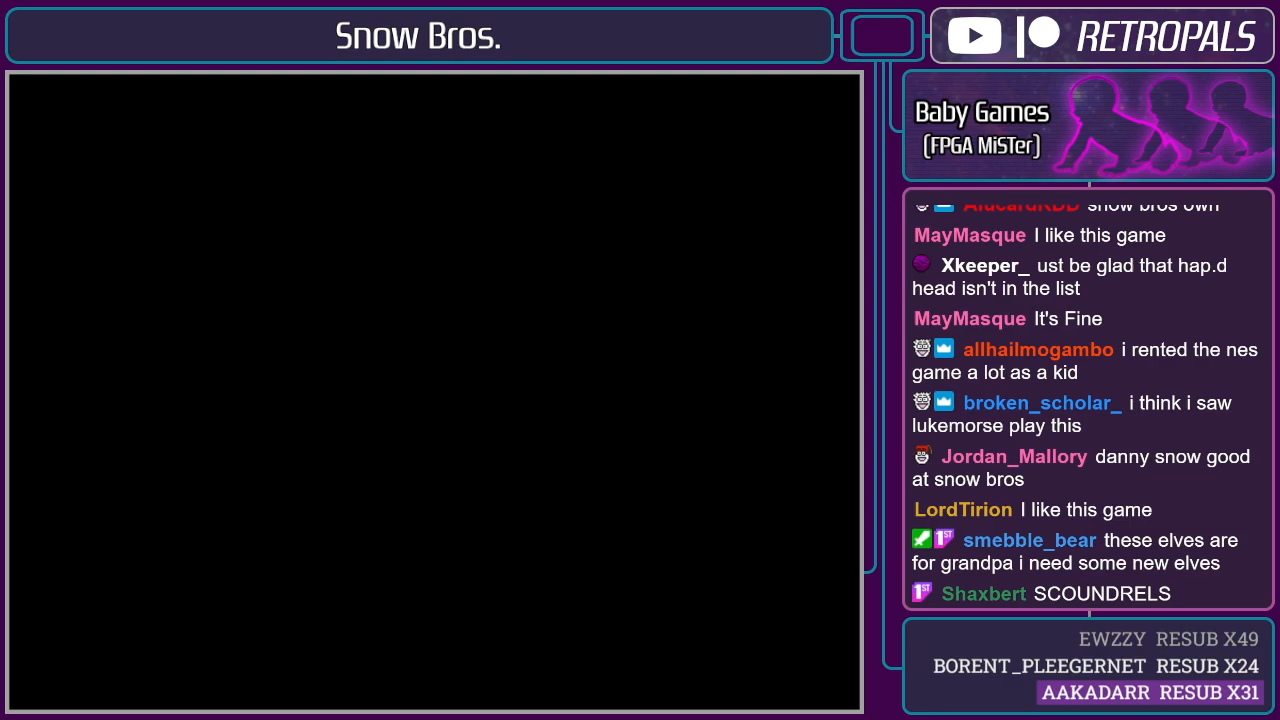 Snow Bros.
RETROPALS
Baby Games
(FPGA MiSTer)
AlucardRDD snow bros own
MayMasque I like this game
Xkeeper_ ust be glad that hap.d
head isn't in the list
MayMasque It's Fine
allhailmogambo i rented the nes
game a lot as a kid
broken_scholar_ i think i saw
lukemorse play this
Jordan_Mallory danny snow good
at snow bros
LordTirion I like this game
1ST smebble_bear these elves are
for grandpa i need some new elves
1ST Shaxbert SCOUNDRELS
EWZZY RESUB X49
BORENT_PLEEGERNET RESUB X24
AAKADARR RESUB X31